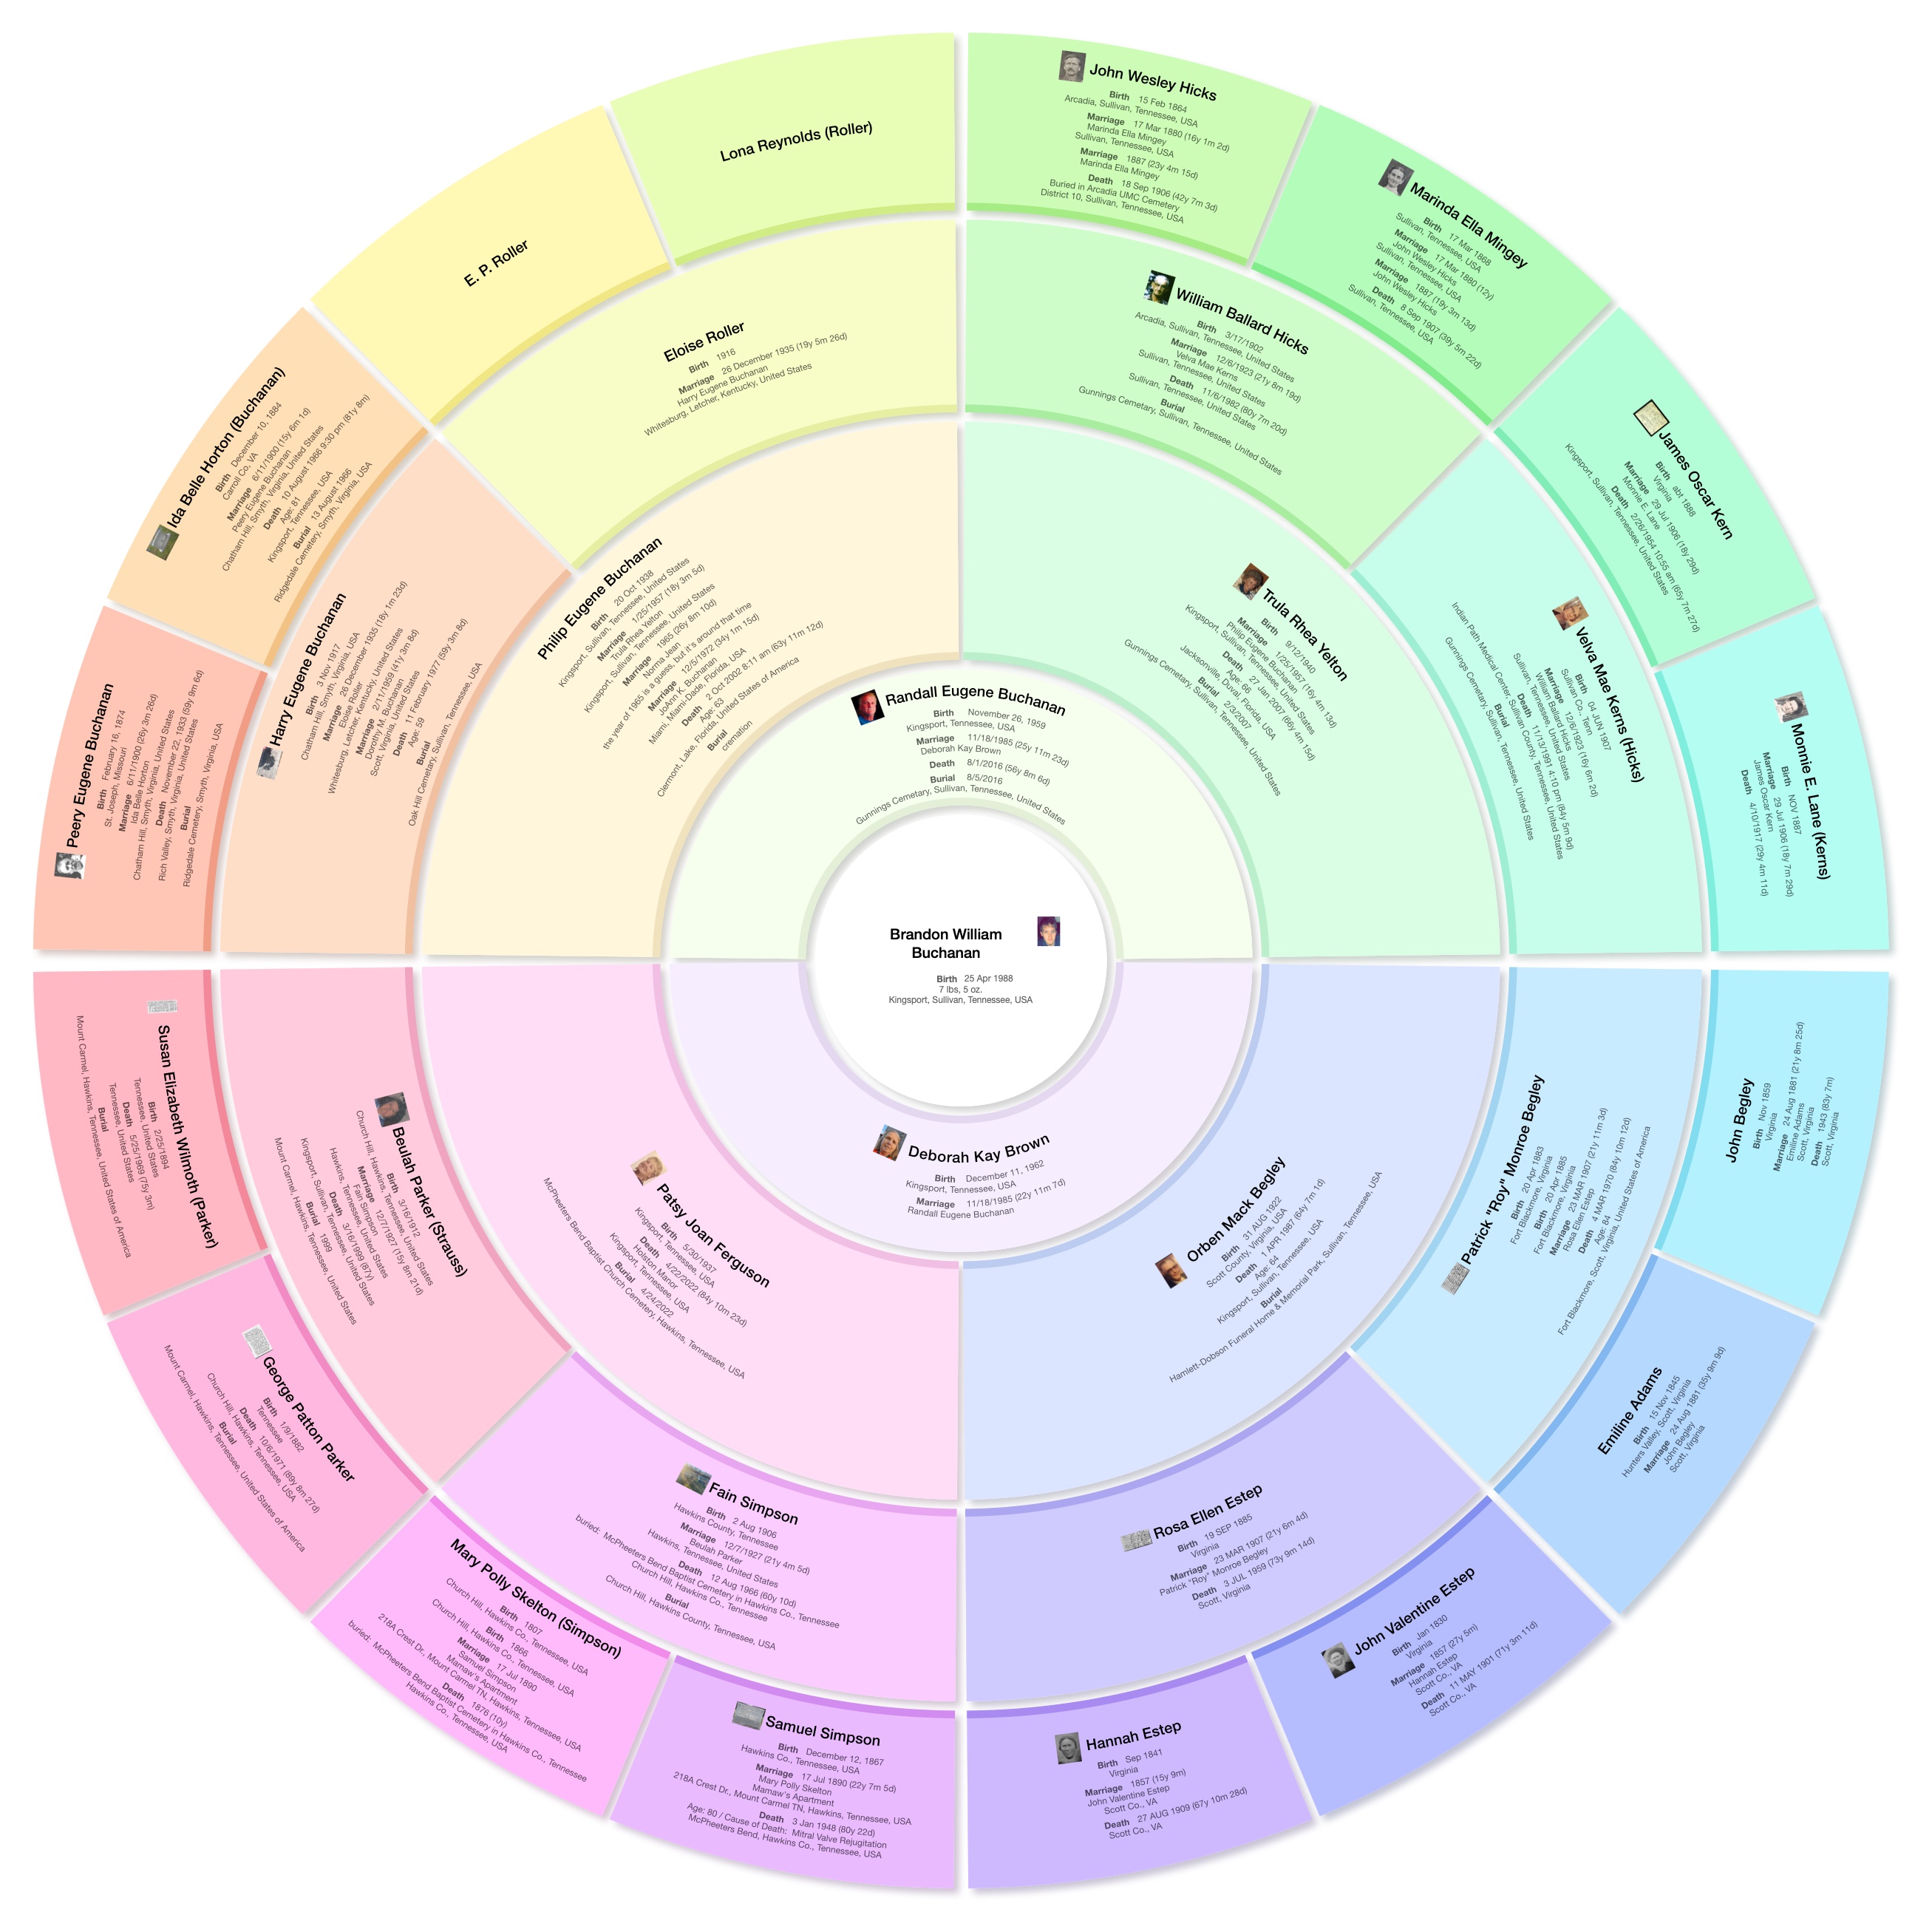 Brandon William
Buchanan
Birth 25 Apr 1988
7 lbs, 5 oz.
Kingsport, Sullivan, Tennessee, USA
Randall Eugene Buchanan
Birth November 26, 1959
Kingsport, Tennessee, USA
Marriage 11/18/1985 (25y 11m 23d)
Deborah Kay Brown
Death 8/1/2016 (56y 8m 6d)
Burial 8/5/2016
Gunnings Cemetary, Sullivan, Tennessee, United States
Deborah Kay Brown
Birth December 11, 1962
Kingsport, Tennessee, USA
Marriage 11/18/1985 (22y 11m 7d)
Randall Eugene Buchanan
Philip Eugene Buchanan
Birth 20 Oct 1938
Kingsport, Sullivan, Tennessee, United States
Marriage 1/25/1957 (18y 3m 5d)
Trula Rhea Yelton
Kingsport, Sullivan, Tennessee, United States
Marriage 1965 (26y 8m 10d)
Norma Jean
the year of 1965 is a guess, but it's around that time
Marriage 12/5/1972 (34y 1m 15d)
JoAnn K. Buchanan
Miami, Miami-Dade, Florida, USA
Death 2 Oct 2002 8:11 am (63y 11m 12d)
Age: 63
Clermont, Lake, Florida, United States of America
Burial
cremation
Trula Rhea Yelton
Birth 9/12/1940
Kingsport, Sullivan, Tennessee, United States
Marriage 1/25/1957 (16y 4m 13d)
Philip Eugene Buchanan
Kingsport, Sullivan, Tennessee, United States
Death 27 Jan 2007 (66y 4m 15d)
Age: 66
Jacksonville, Duval, Florida, USA
Burial 2/3/2007
Gunnings Cemetary, Sullivan, Tennessee, United States
Orben Mack Begley
Birth 31 AUG 1922
Scott County, Virginia, USA
Death 1 APR 1987 (64y 7m 1d)
Age: 64
Kingsport, Sullivan, Tennessee, USA
Burial
Hamlett-Dobson Funeral Home & Memorial Park, Sullivan, Tennessee, USA
Patsy Joan Ferguson
Birth 5/30/1937
Kingsport, Tennessee, USA
Death 4/22/2022 (84y 10m 23d)
Holston Manor
Kingsport, Tennessee, USA
Burial 4/24/2022
McPheeters Bend Baptist Church Cemetery, Hawkins, Tennessee, USA
Harry Eugene Buchanan
Birth 3 Nov 1917
Chatham Hill, Smyth, Virginia, USA
Marriage 26 December 1935 (18y 1m 23d)
Eloise Roller
Whitesburg, Letcher, Kentucky, United States
Marriage 2/11/1959 (41y 3m 8d)
Dorothy M. Buchanan
Scott, Virginia, United States
Death 11 February 1977 (59y 3m 8d)
Age: 59
Burial
Oak Hill Cemetary, Sullivan, Tennessee, USA
Eloise Roller
Birth 1916
Marriage 26 December 1935 (19y 5m 26d)
Harry Eugene Buchanan
Whitesburg, Letcher, Kentucky, United States
William Ballard Hicks
Birth 3/17/1902
Arcadia, Sullivan, Tennessee, United States
Marriage 12/6/1923 (21y 8m 19d)
Velva Mae Kerns
Sullivan, Tennessee, United States
Death 11/6/1982 (80y 7m 20d)
Sullivan, Tennessee, United States
Burial
Gunnings Cemetary, Sullivan, Tennessee, United States
Velva Mae Kerns (Hicks)
Birth 04 JUN 1907
Sullivan Co., Tenn
Marriage 12/6/1923 (16y 6m 2d)
William Ballard Hicks
Sullivan, Tennessee, United States
Death 11/13/1991 4:10 pm (84y 5m 9d)
Indian Path Medical Center, Sullivan County, Tennessee, United States
Burial
Gunnings Cemetary, Sullivan, Tennessee, United States
Patrick "Roy" Monroe Begley
Birth 20 Apr 1883
Fort Blackmore, Virginia
Birth 20 Apr 1885
Fort Blackmore, Virginia
Marriage 23 MAR 1907 (21y 11m 3d)
Rosa Ellen Estep
Death 4 MAR 1970 (84y 10m 12d)
Age: 84
Fort Blackmore, Scott, Virginia, United States of America
Rosa Ellen Estep
Birth 19 SEP 1885
Virginia
Marriage 23 MAR 1907 (21y 6m 4d)
Patrick "Roy" Monroe Begley
Death 3 JUL 1959 (73y 9m 14d)
Scott, Virginia
Fain Simpson
Birth 2 Aug 1906
Hawkins County, Tennessee
Marriage 12/7/1927 (21y 4m 5d)
Beulah Parker
Hawkins, Tennessee, United States
Death 12 Aug 1966 (60y 10d)
buried: McPheeters Bend Baptist Cemetery in Hawkins Co., Tennessee
Church Hill, Hawkins Co., Tennessee
Burial
Church Hill, Hawkins County, Tennessee, USA
Beulah Parker (Strauss)
Birth 3/16/1912
Church Hill, Hawkins, Tennessee, United States
Marriage 12/7/1927 (15y 8m 21d)
Fain Simpson
Hawkins, Tennessee, United States
Death 3/16/1999 (87y)
Kingsport, Sullivan, Tennessee, United States
Burial 1999
Mount Carmel, Hawkins, Tennessee, United States
Peery Eugene Buchanan
Birth February 16, 1874
St. Joseph, Missouri
Marriage 6/11/1900 (26y 3m 26d)
Ida Belle Horton
Chatham Hill, Smyth, Virginia, United States
Death November 22, 1933 (59y 9m 6d)
Rich Valley, Smyth, Virginia, United States
Burial
Ridgedale Cemetery, Smyth, Virginia, USA
Ida Belle Horton (Buchanan)
Birth December 10, 1884
Carroll Co. VA
Marriage 6/11/1900 (15y 6m 1d)
Peery Eugene Buchanan
Chatham Hill, Smyth, Virginia, United States
Death 10 August 1966 9:30 pm (81y 8m)
Age: 81
Kingsport, Tennessee, USA
Burial 13 August 1966
Ridgedale Cemetery, Smyth, Virginia, USA
E. P. Roller
Lona Reynolds (Roller)
John Wesley Hicks
Birth 15 Feb 1864
Arcadia, Sullivan, Tennessee, USA
Marriage 17 Mar 1880 (16y 1m 2d)
Marinda Ella Mingey
Sullivan, Tennessee, USA
Marriage 1887 (23y 4m 15d)
Marinda Ella Mingey
Death 18 Sep 1906 (42y 7m 3d)
Buried in Arcadia UMC Cemetery
District 10, Sullivan, Tennessee, USA
Marinda Ella Mingey
Birth 17 Mar 1868
Sullivan, Tennessee, USA
Marriage 17 Mar 1880 (12y)
John Wesley Hicks
Sullivan, Tennessee, USA
Marriage 1887 (19y 3m 13d)
John Wesley Hicks
Death 8 Sep 1907 (39y 5m 22d)
Sullivan, Tennessee, USA
James Oscar Kern
Birth abt 1888
Virginia
Marriage 29 Jul 1906 (18y 29d)
Monnie E. Lane
Death 2/26/1954 10:55 am (65y 7m 27d)
Kingsport, Sullivan, Tennessee, United States
Monnie E. Lane (Kerns)
Birth NOV 1887
Marriage 29 Jul 1906 (18y 7m 29d)
James Oscar Kern
Death 4/10/1917 (29y 4m 11d)
John Begley
Birth Nov 1859
Virginia
Marriage 24 Aug 1881 (21y 8m 25d)
Emiline Adams
Scott, Virginia
Death 1943 (83y 7m)
Scott, Virginia
Emiline Adams
Birth 15 Nov 1845
Hunters Valley, Scott, Virginia
Marriage 24 Aug 1881 (35y 9m 9d)
John Begley
Scott, Virginia
John Valentine Estep
Birth Jan 1830
Virginia
Marriage 1857 (27y 5m)
Hannah Estep
Scott Co., VA
Death 11 MAY 1901 (71y 3m 11d)
Scott Co., VA
Hannah Estep
Birth Sep 1841
Virginia
Marriage 1857 (15y 9m)
John Valentine Estep
Scott Co., VA
Death 27 AUG 1909 (67y 10m 28d)
Scott Co., VA
Samuel Simpson
Birth December 12, 1867
Hawkins Co., Tennessee, USA
Marriage 17 Jul 1890 (22y 7m 5d)
Mary Polly Skelton
Mamaw's Apartment
218A Crest Dr., Mount Carmel TN, Hawkins, Tennessee, USA
Death 3 Jan 1948 (80y 22d)
Age: 80 / Cause of Death: Mitral Valve Rejugitation
McPheeters Bend, Hawkins Co., Tennessee, USA
Mary Polly Skelton (Simpson)
Birth 1807
Church Hill, Hawkins Co., Tennessee, USA
Birth 1866
Church Hill, Hawkins Co., Tennessee, USA
Marriage 17 Jul 1890
Samuel Simpson
Mamaw's Apartment
218A Crest Dr., Mount Carmel TN, Hawkins, Tennessee, USA
Death 1876 (10y)
buried: McPheeters Bend Baptist Cemetery in Hawkins Co., Tennessee
Hawkins Co., Tennessee, USA
George Patton Parker
Birth 1/9/1882
Tennessee
Death 10/6/1971 (89y 8m 27d)
Church Hill, Hawkins, Tennessee, USA
Burial
Mount Carmel, Hawkins, Tennessee, United States of America
Susan Elizabeth Wilmoth (Parker)
Birth 2/25/1894
Tennessee, United States
Death 5/25/1969 (75y 3m)
Tennessee, United States
Burial
Mount Carmel, Hawkins, Tennessee, United States of America